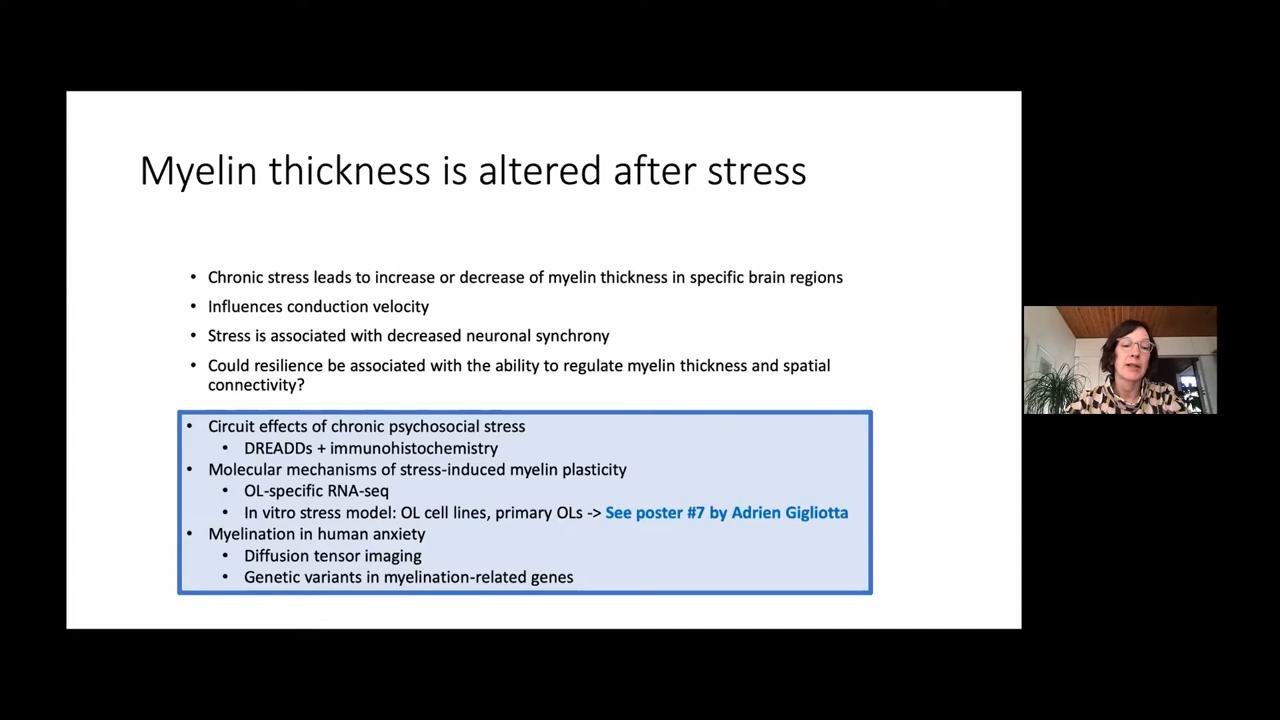 Myelin thickness is altered after stress
• Chronic stress leads to increase or decrease of myelin thickness in specific brain regions
• Influences conduction velocity
• Stress is associated with decreased neuronal synchrony
• Could resilience be associated with the ability to regulate myelin thickness and spatial
connectivity?
• Circuit effects of chronic psychosocial stress
• DREADDs + immunohistochemistry
• Molecular mechanisms of stress-induced myelin plasticity
• OL-specific RNA-seq
• In vitro stress model: OL cell lines, primary OLs -> See poster #7 by Adrien Gigliotta
• Myelination in human anxiety
• Diffusion tensor imaging
• Genetic variants in myelination-related genes